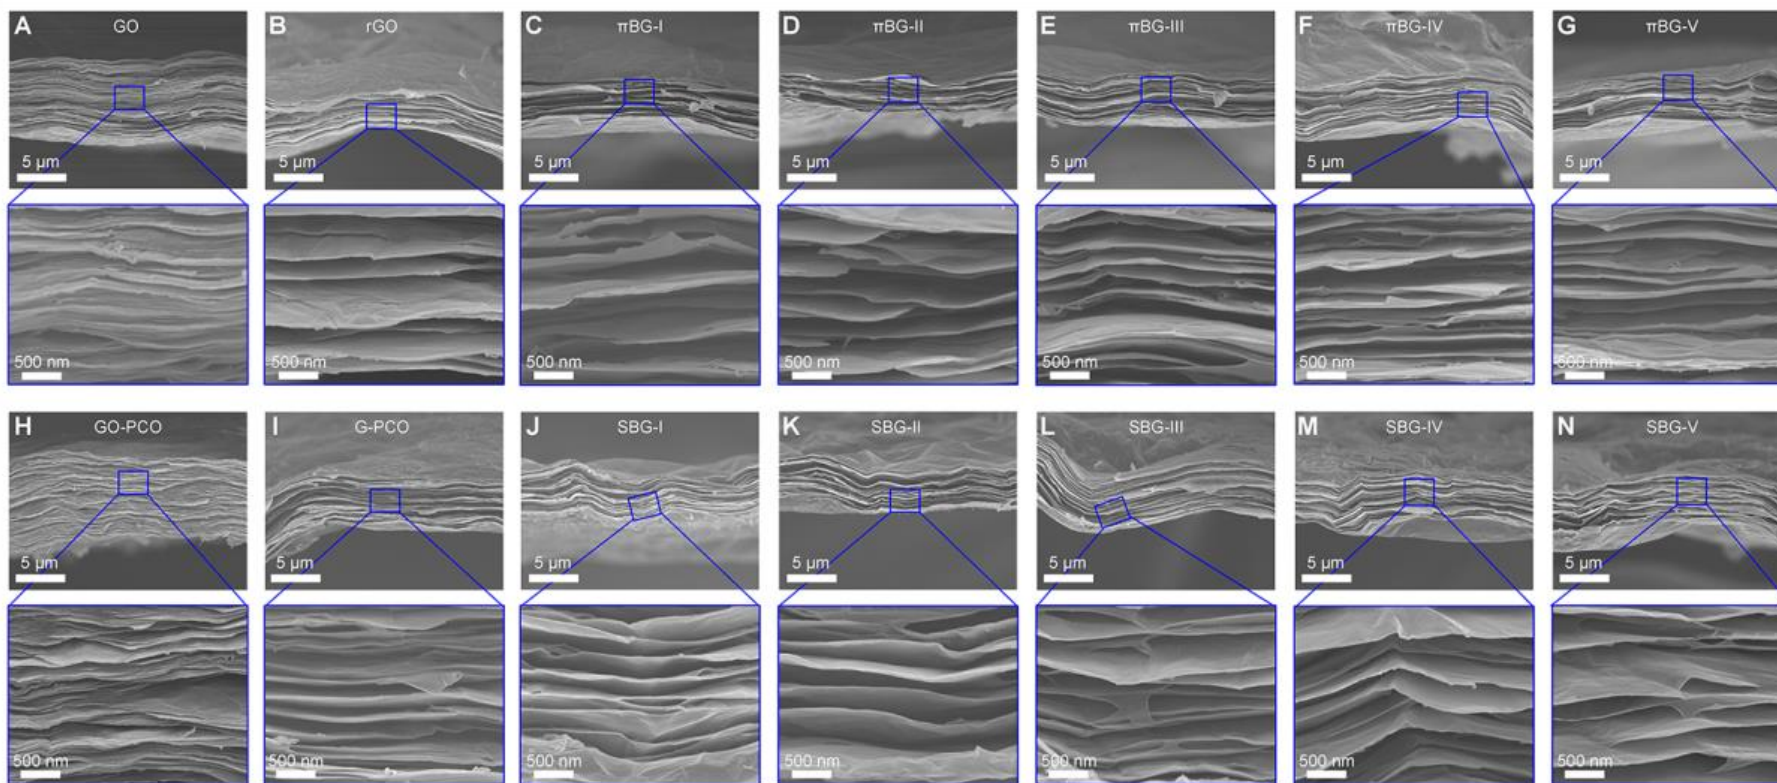 A GO
B rGO
C πBG-I
D πBG-II
E πBG-III
F πBG-IV
G πBG-V
5 μm
5 μm
5 μm
5 μm
5 μm
5 μm
5 μm
500 nm
500 nm
500 nm
500 nm
500 nm
500 nm
500 nm
H GO-PCO
I G-PCO
J SBG-I
K SBG-II
L SBG-III
M SBG-IV
N SBG-V
5 μm
5 μm
5 μm
5 μm
5 μm
5 μm
5 μm
500 nm
500 nm
500 nm
500 nm
500 nm
500 nm
500 nm